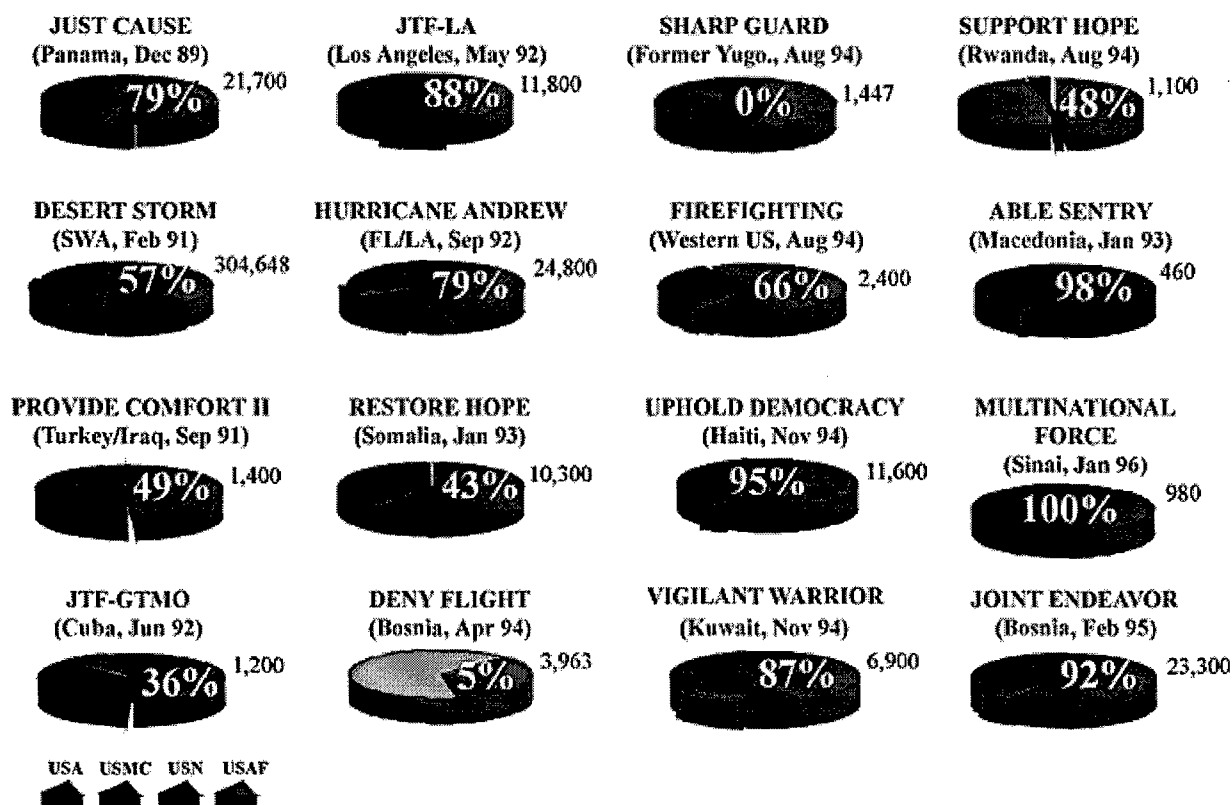 JUST CAUSE
(Panama, Dec 89)
79%
21,700
JTF-LA
(Los Angeles, May 92)
88%
11,800
SHARP GUARD
(Former Yugo., Aug 94)
0%
1,447
SUPPORT HOPE
(Rwanda, Aug 94)
48%
1,100
DESERT STORM
(SWA, Feb 91)
57%
304,648
HURRICANE ANDREW
(FL/LA, Sep 92)
79%
24,800
FIREFIGHTING
(Western US, Aug 94)
66%
2,400
ABLE SENTRY
(Macedonia, Jan 93)
98%
460
PROVIDE COMFORT II
(Turkey/Iraq, Sep 91)
49%
1,400
RESTORE HOPE
(Somalia, Jan 93)
43%
10,300
UPHOLD DEMOCRACY
(Haiti, Nov 94)
95%
11,600
MULTINATIONAL
FORCE
(Sinai, Jan 96)
100%
980
JTF-GTMO
(Cuba, Jun 92)
36%
1,200
DENY FLIGHT
(Bosnia, Apr 94)
5%
3,963
VIGILANT WARRIOR
(Kuwait, Nov 94)
87%
6,900
JOINT ENDEAVOR
(Bosnia, Feb 95)
92%
23,300
USA USMC USN USAF